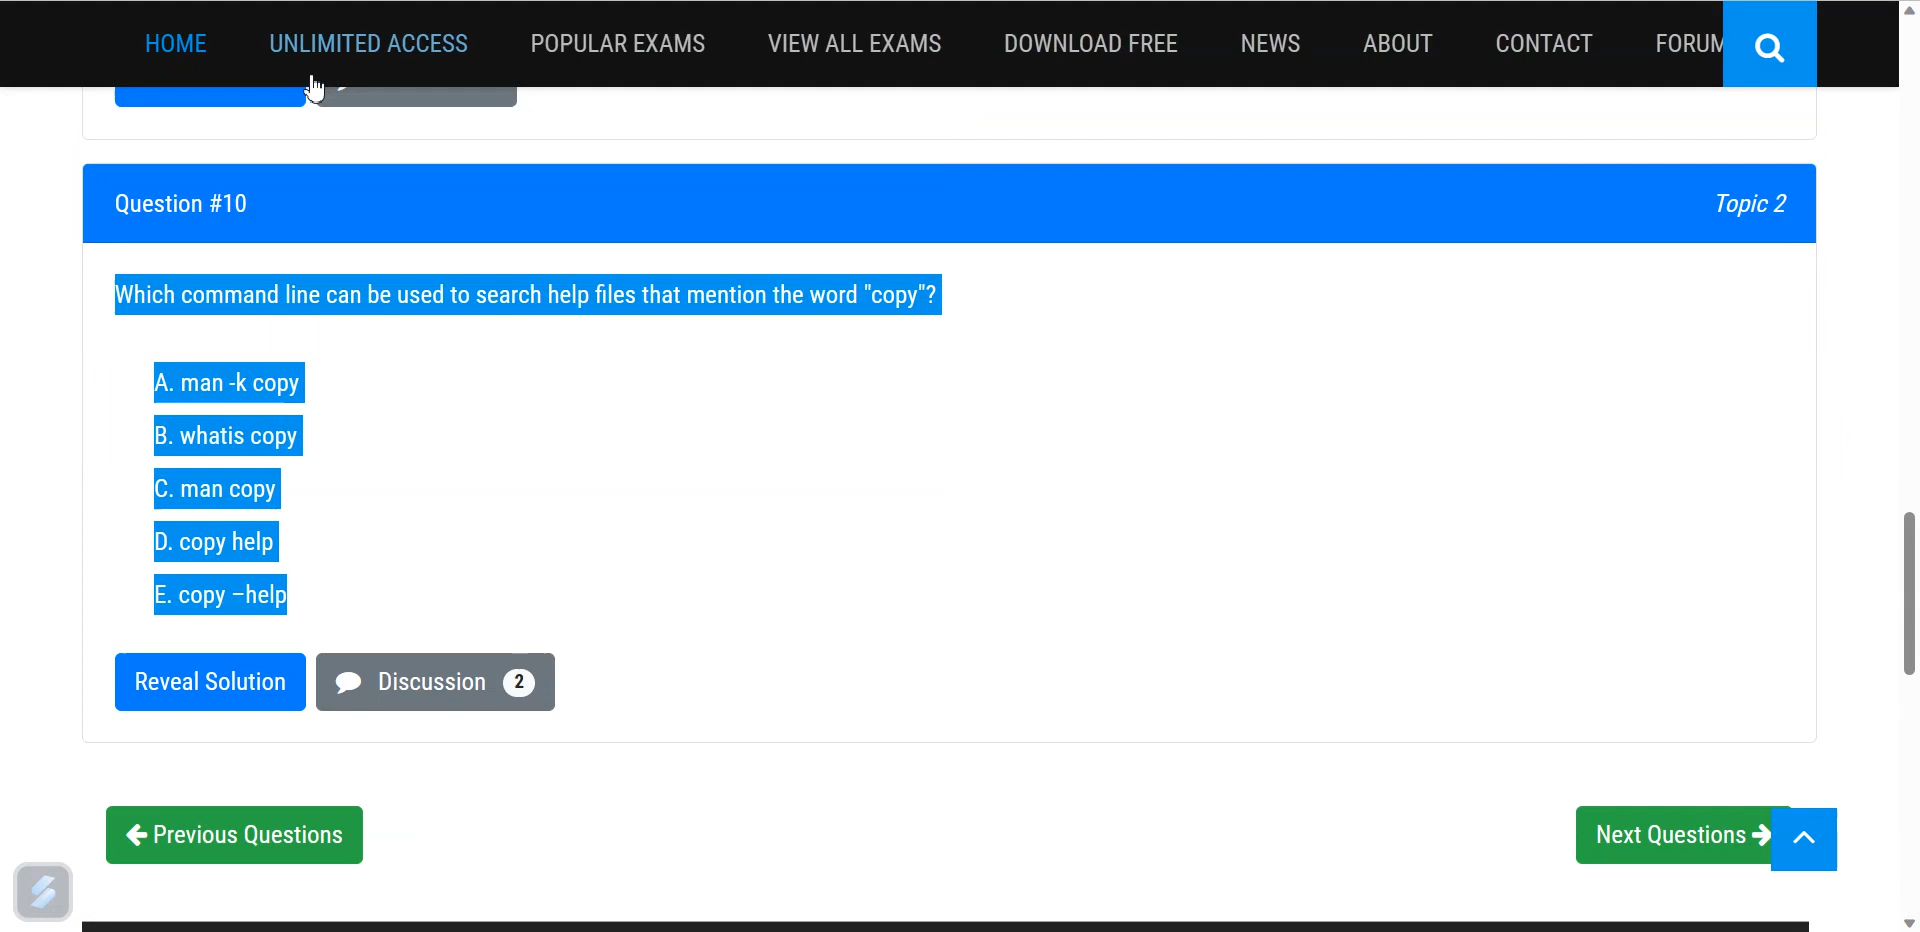 HOME UNLIMITED ACCESS POPULAR EXAMS VIEW ALL EXAMS DOWNLOAD FREE NEWS ABOUT CONTACT FORUM
Question #10 Topic 2
Which command line can be used to search help files that mention the word "copy"?
A. man -k copy
B. whatis copy
C. man copy
D. copy help
E. copy –help
Reveal Solution Discussion 2
Previous Questions Next Questions